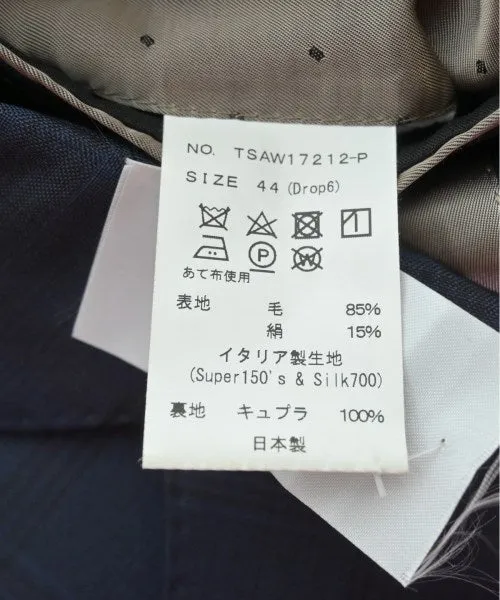 NO. TSAW17212-P
SIZE 44 (Drop6)
あて布使用
表地 毛 85%
絹 15%
イタリア製生地
(Super150's & Silk700)
裏地 キュプラ 100%
日本製